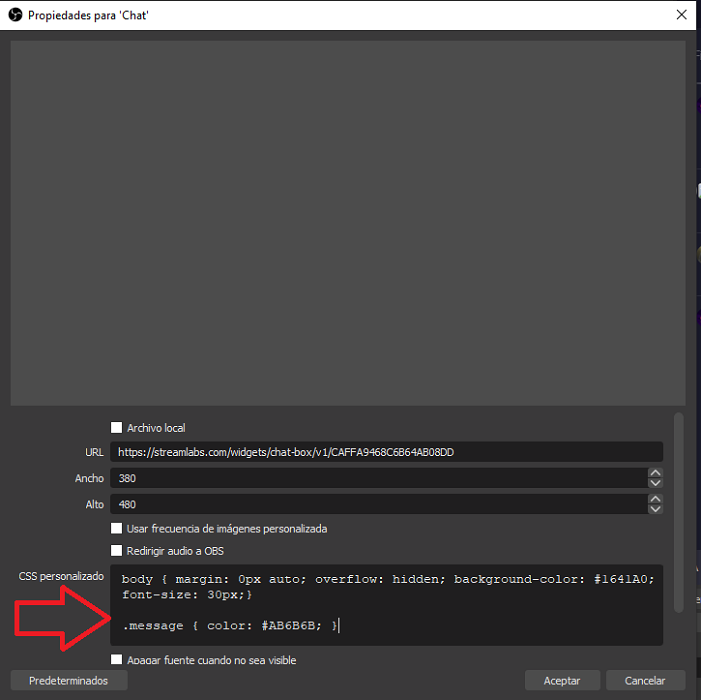 Propiedades para 'Chat'
Archivo local
URL https://streamlabs.com/widgets/chat-box/v1/CAFFA9468C6B64AB08DD
Ancho 380
Alto 480
Usar frecuencia de imágenes personalizada
Redirigir audio a OBS
CSS personalizado body { margin: 0px auto; overflow: hidden; background-color: #1641A0;
font-size: 30px;}
.message { color: #AB6B6B; }
Apagar fuente cuando no sea visible
Predeterminados Aceptar Cancelar